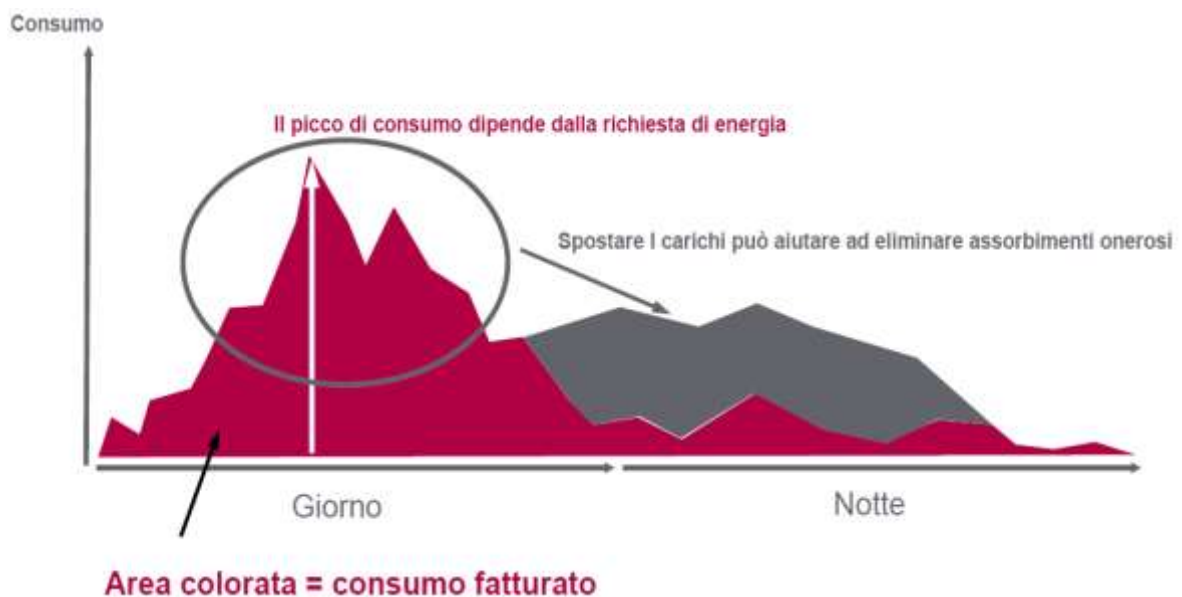 Consumo
Il picco di consumo dipende dalla richiesta di energia
Spostare I carichi può aiutare ad eliminare assorbimenti onerosi
Giorno
Notte
Area colorata = consumo fatturato